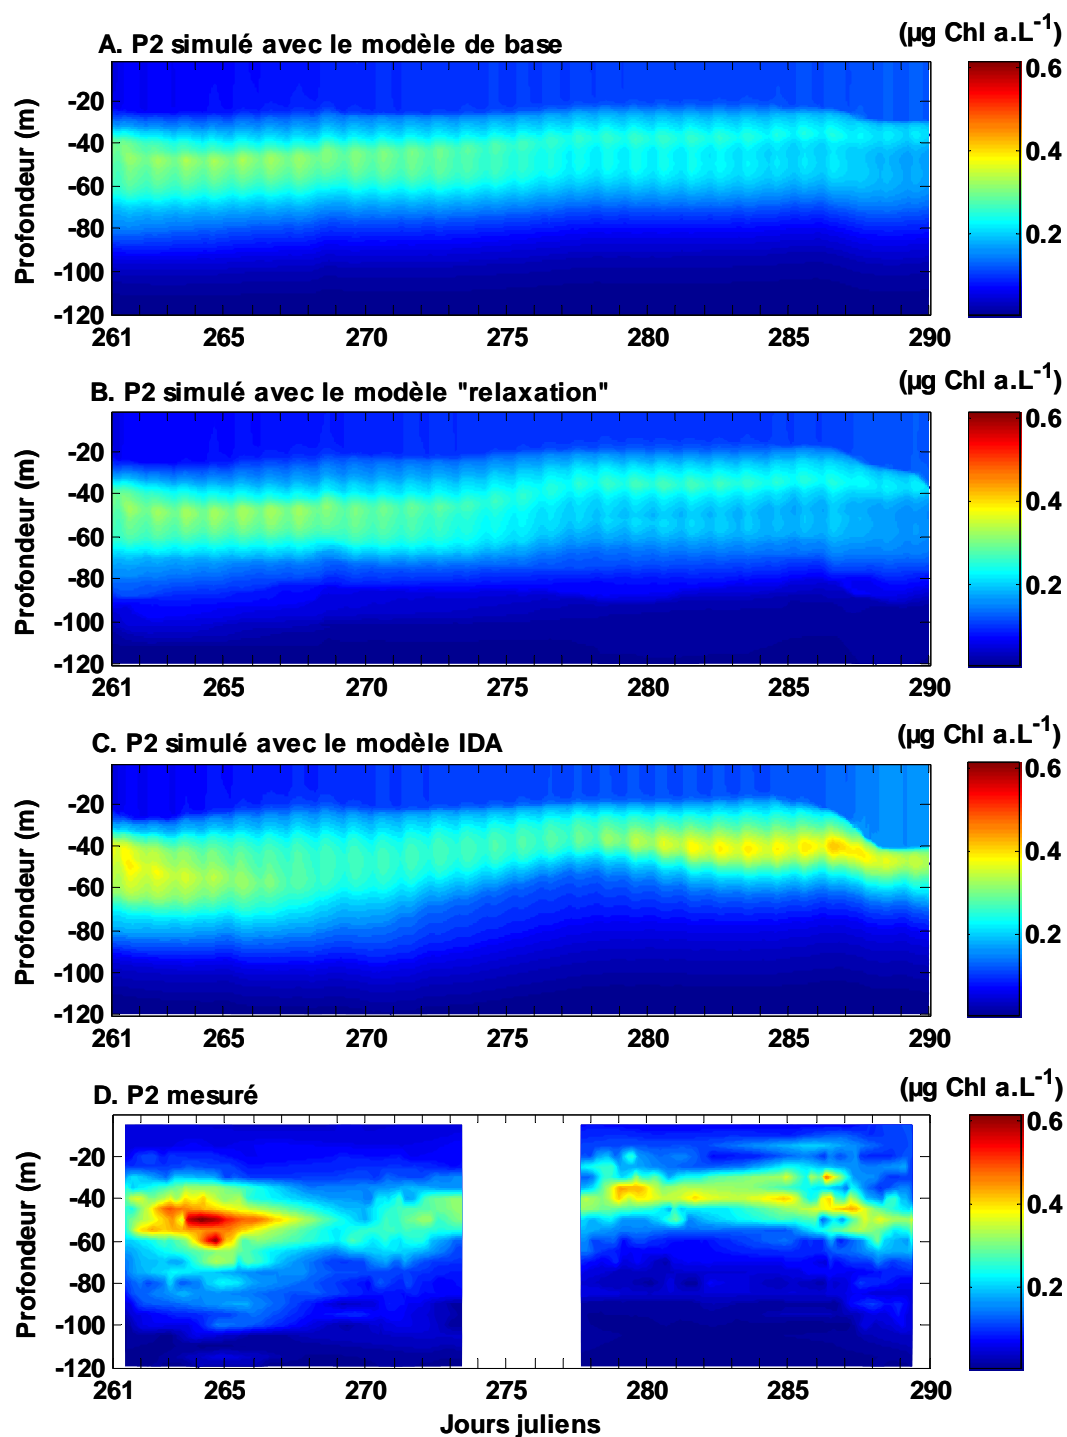 A. P2 simulé avec le modèle de base
(µg Chl a.L-1)
Profondeur (m)
-20
-40
-60
-80
-100
-120
261 265 270 275 280 285 290
0.6
0.4
0.2
B. P2 simulé avec le modèle "relaxation"
(µg Chl a.L-1)
Profondeur (m)
-20
-40
-60
-80
-100
-120
261 265 270 275 280 285 290
0.6
0.4
0.2
C. P2 simulé avec le modèle IDA
(µg Chl a.L-1)
Profondeur (m)
-20
-40
-60
-80
-100
-120
261 265 270 275 280 285 290
0.6
0.4
0.2
D. P2 mesuré
(µg Chl a.L-1)
Profondeur (m)
-20
-40
-60
-80
-100
-120
261 265 270 275 280 285 290
0.6
0.4
0.2
Jours juliens